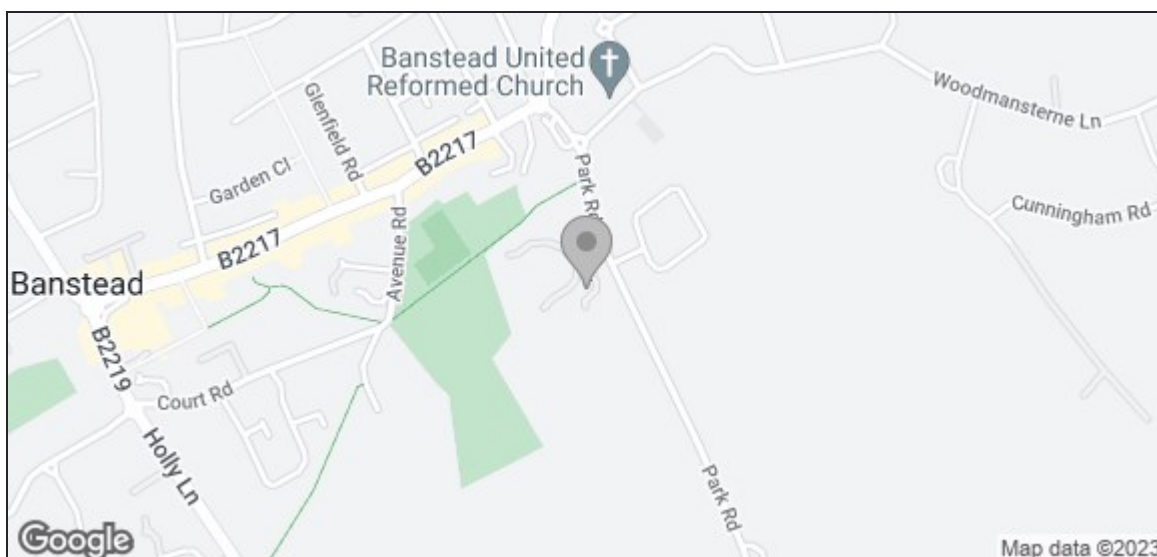 Banstead United
Reformed Church
Woodmansterne Ln
Glenfield Rd
B2217
Garden Cl
Park Rd
Cunningham Rd
B2217
Avenue Rd
Banstead
B2219
Court Rd
Holly Ln
Park Rd
Google
Map data ©2023